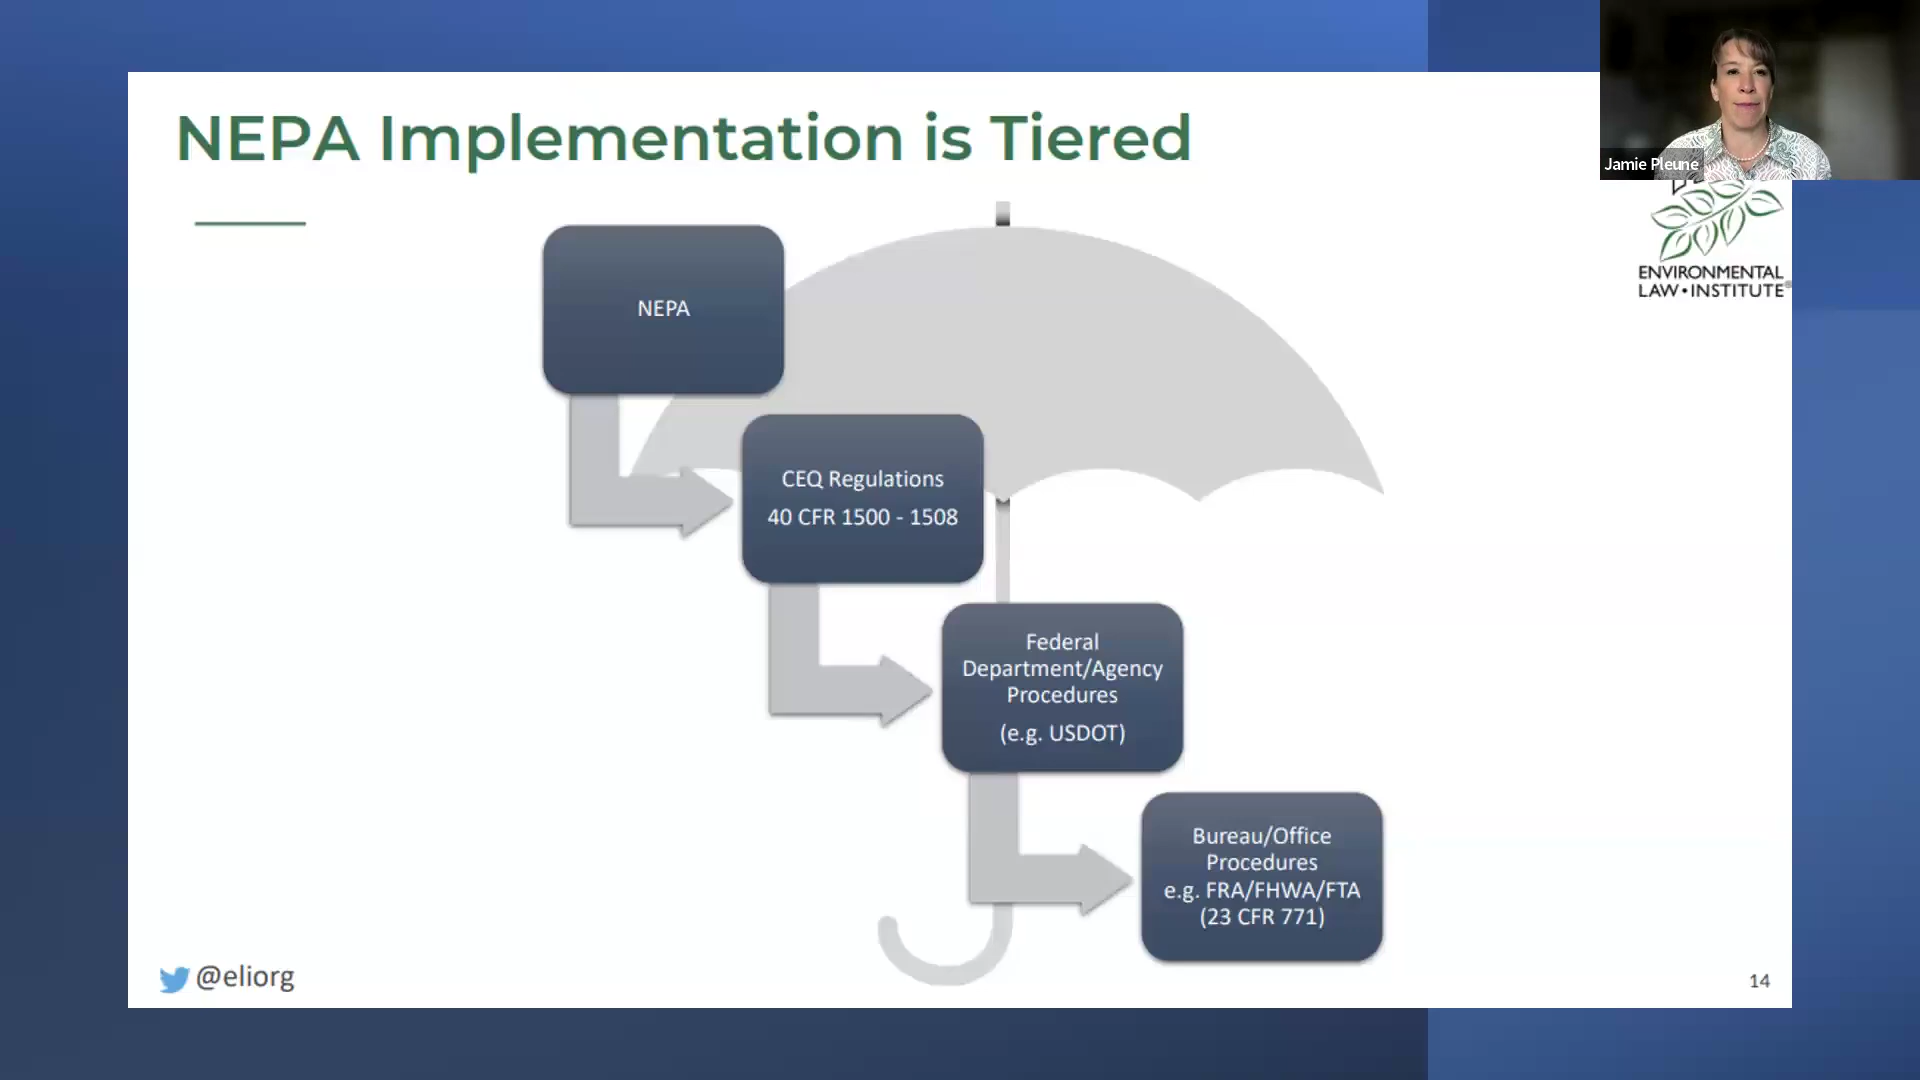 NEPA Implementation is Tiered
Jamie Pleune
ENVIRONMENTAL
LAW•INSTITUTE
NEPA
CEQ Regulations
40 CFR 1500 - 1508
Federal
Department/Agency
Procedures
(e.g. USDOT)
Bureau/Office
Procedures
e.g. FRA/FHWA/FTA
(23 CFR 771)
@eliorg
14